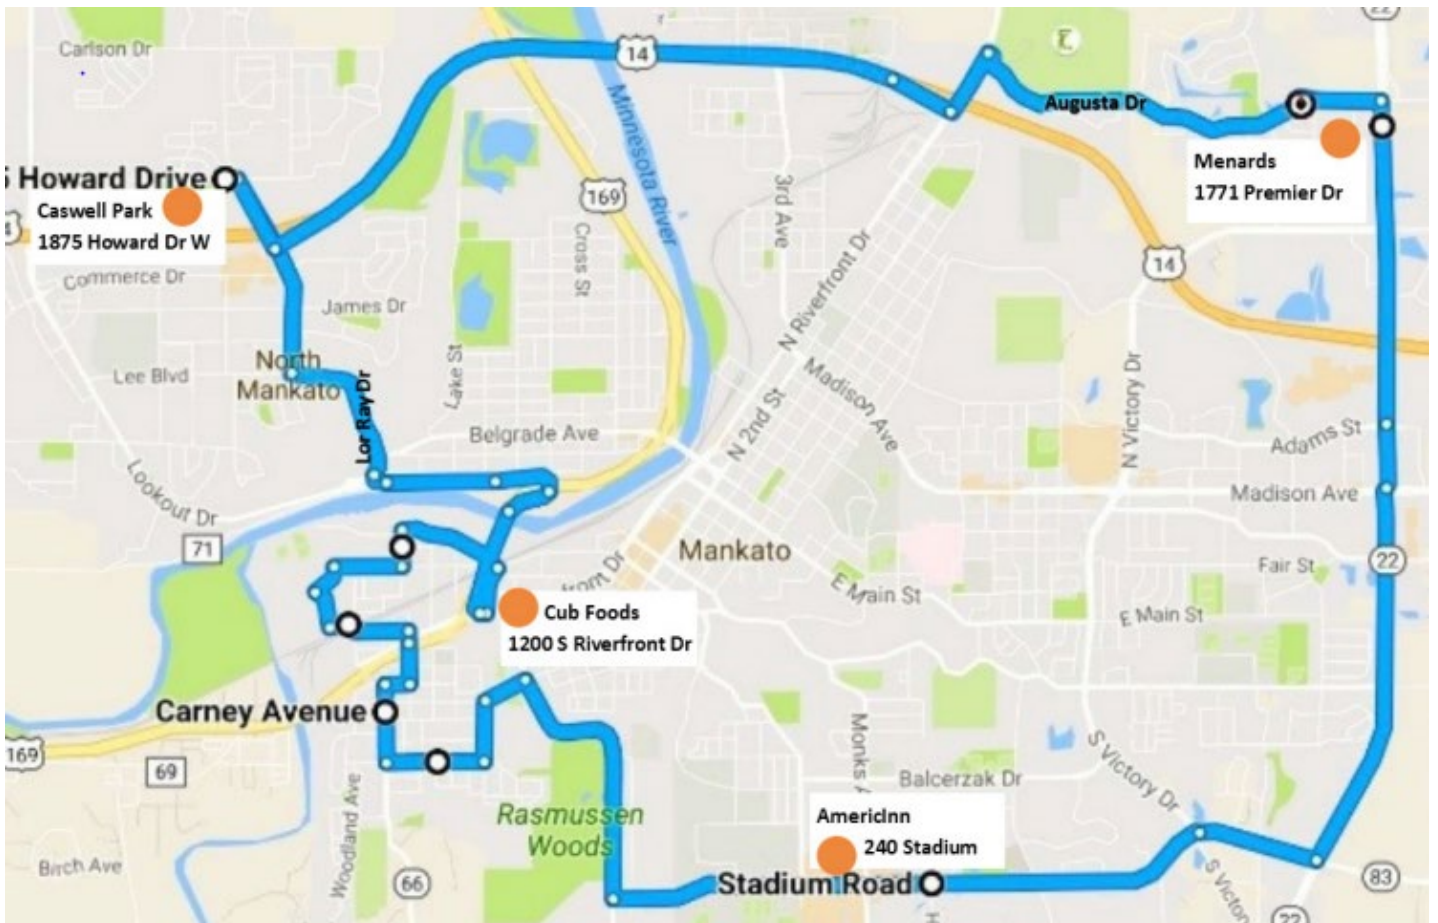 22
Carlson Dr
14
Minnesota River
Augusta Dr
Menards
1771 Premier Dr
Howard Drive
Caswell Park
1875 Howard Dr W
169
3rd Ave
Cross St
Commerce Dr
James Dr
N Riverfront Dr
14
North
Mankato
Lee Blvd
Lor Ray Dr
Lake St
Belgrade Ave
Madison Ave
N 2nd St
N Victory Dr
Adams St
Madison Ave
Lookout Dr
71
Mankato
22
Fair St
E Main St
E Main St
Cub Foods
1200 S Riverfront Dr
Carney Avenue
169
69
Monks
Balcerzak Dr
S Victory Dr
Rasmussen
Woods
Woodland Ave
AmericInn
240 Stadium
Birch Ave
66
Stadium Road
83
22